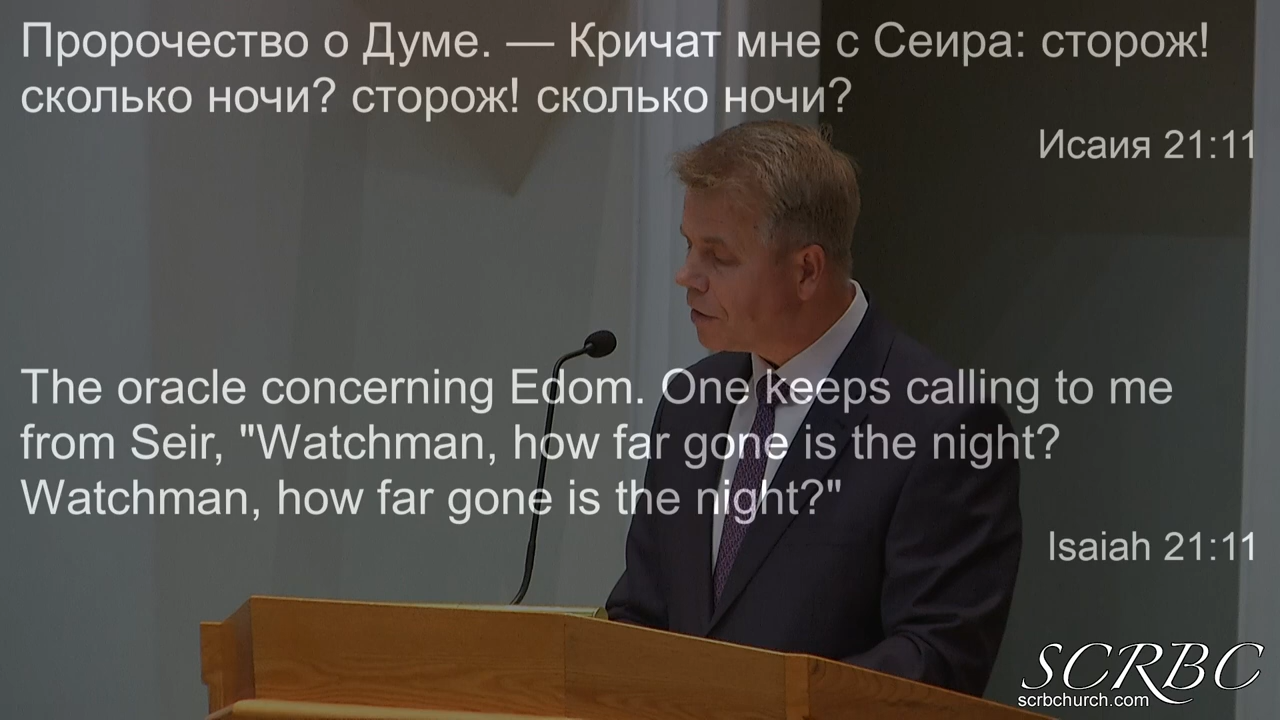 Пророчество о Думе. — Кричат мне с Сеира: сторож!
сколько ночи? сторож! сколько ночи?
Исаия 21:11
The oracle concerning Edom. One keeps calling to me
from Seir, "Watchman, how far gone is the night?
Watchman, how far gone is the night?"
Isaiah 21:11
SCRBC
scrbchurch.com